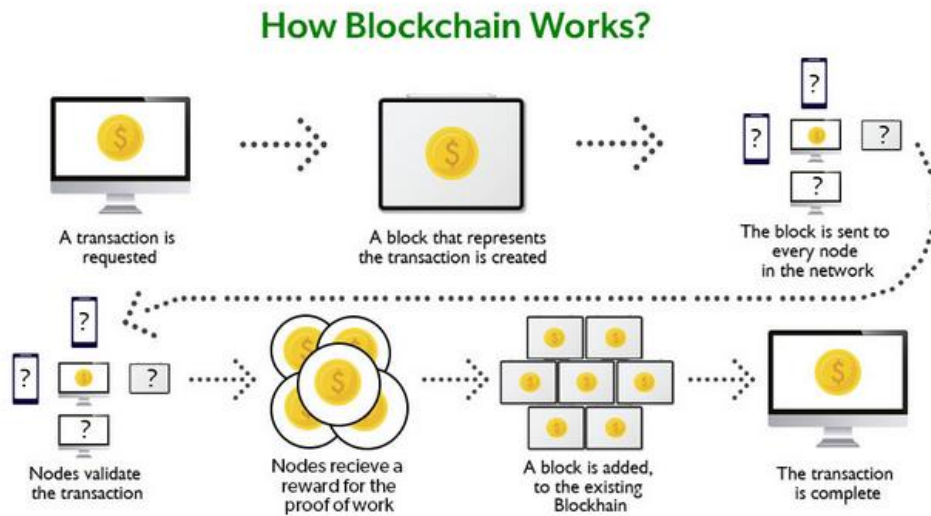 How Blockchain Works?
$
$
?
?
$
?
?
A transaction is
requested
A block that represents
the transaction is created
The block is sent to
every node
in the network
?
?
$
?
?
$
$
$
$
$
$
$
$
$
$
$
$
$
Nodes validate
the transaction
Nodes recieve a
reward for the
proof of work
A block is added,
to the existing
Blockhain
The transaction
is complete